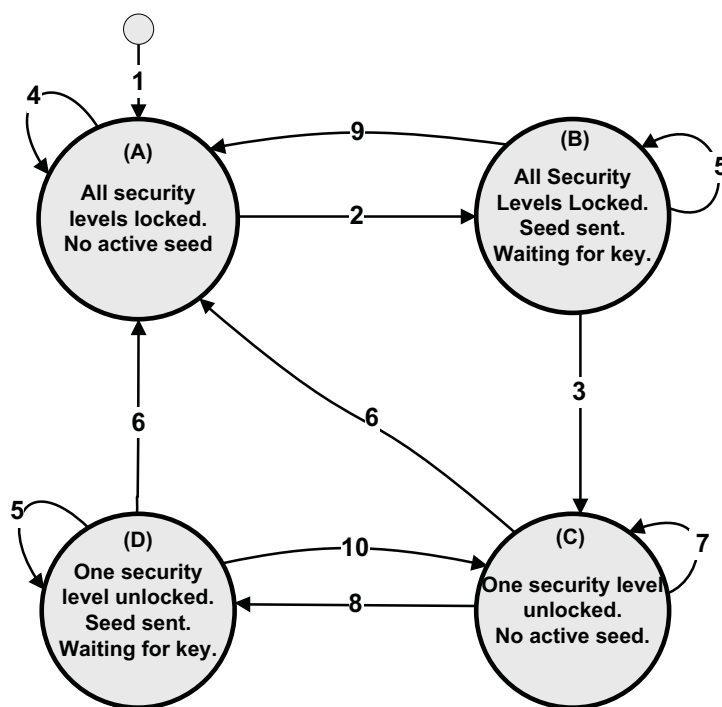 1
4
9
(A)
All security
levels locked.
No active seed
2
(B)
All Security
Levels Locked.
Seed sent.
Waiting for key.
5
3
6
6
5
(D)
One security
level unlocked.
Seed sent.
Waiting for key.
10
8
(C)
One security level
unlocked.
No active seed.
7